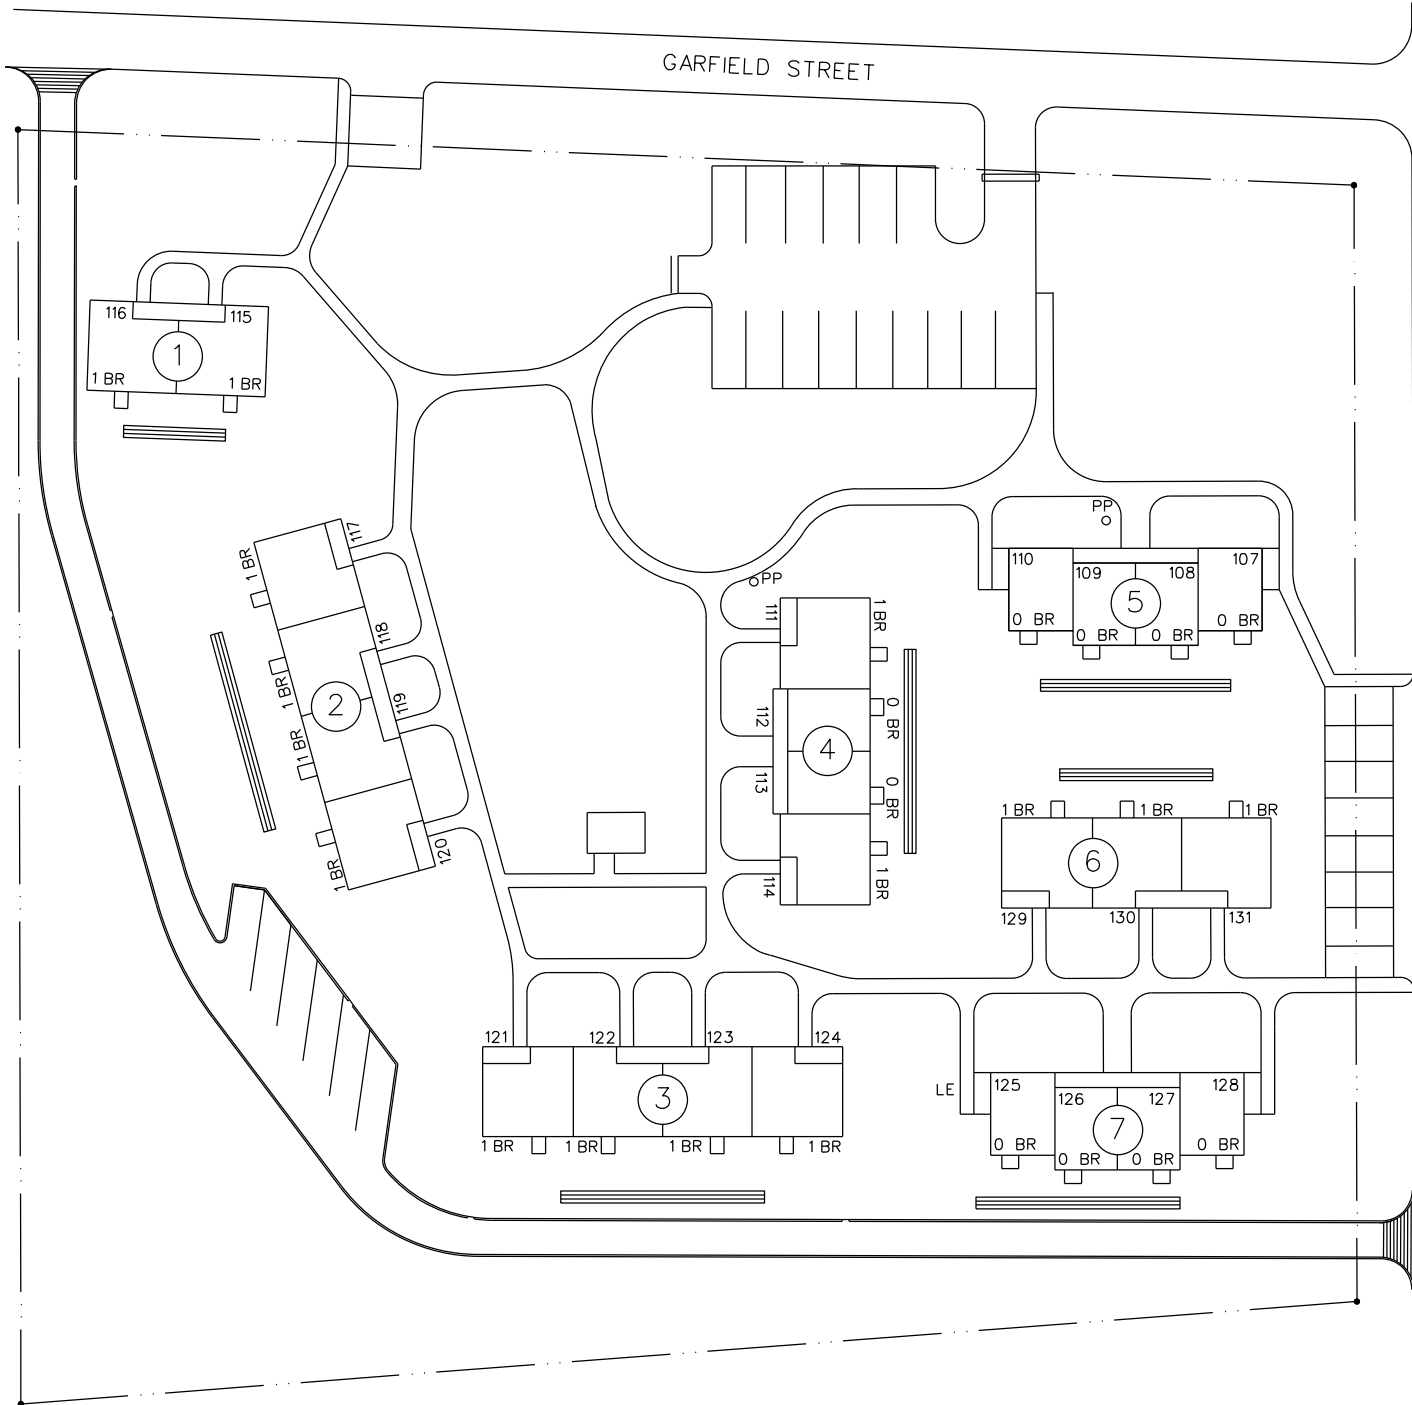 GARFIELD STREET
116
115
1
1 BR
1 BR
117
1 BR
118
1 BR
2
119
1 BR
120
1 BR
PP
111
1 BR
112
0 BR
4
113
0 BR
114
1 BR
PP
110
109
108
107
5
0 BR
0 BR
0 BR
0 BR
1 BR
1 BR
1 BR
6
129
130
131
121
122
123
124
3
1 BR
1 BR
1 BR
1 BR
LE
125
126
127
128
7
0 BR
0 BR
0 BR
0 BR